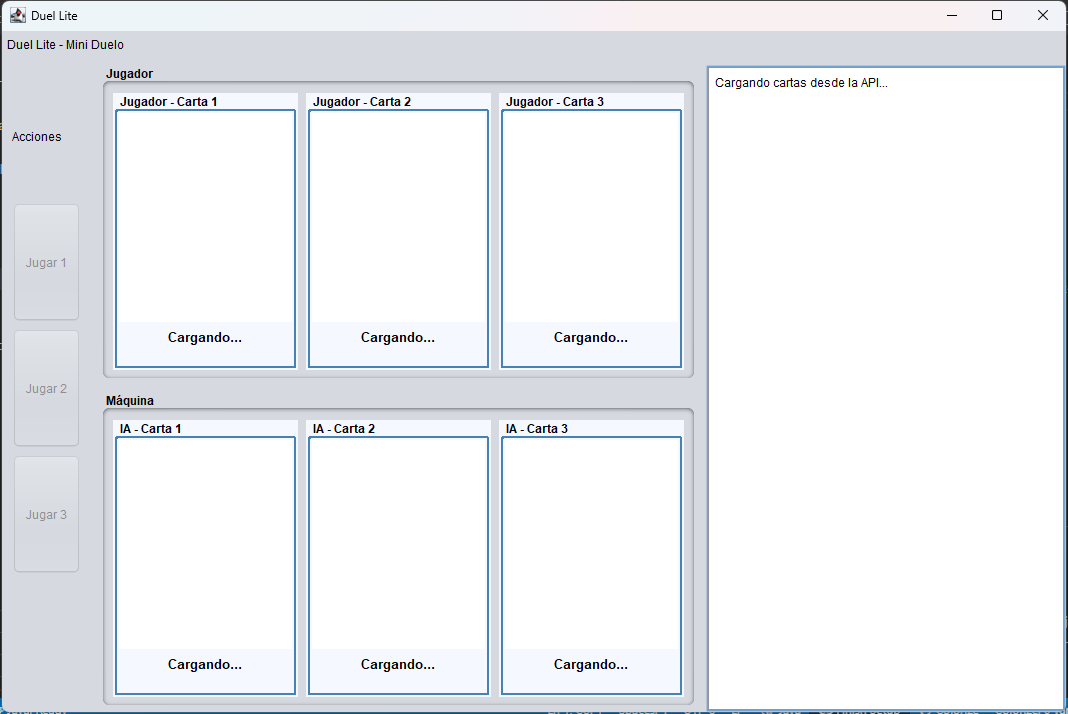 Duel Lite
Duel Lite - Mini Duelo
Acciones
Jugar 1
Jugar 2
Jugar 3
Jugador
Jugador - Carta 1
Jugador - Carta 2
Jugador - Carta 3
Cargando...
Cargando...
Cargando...
Máquina
IA - Carta 1
IA - Carta 2
IA - Carta 3
Cargando...
Cargando...
Cargando...
Cargando cartas desde la API...